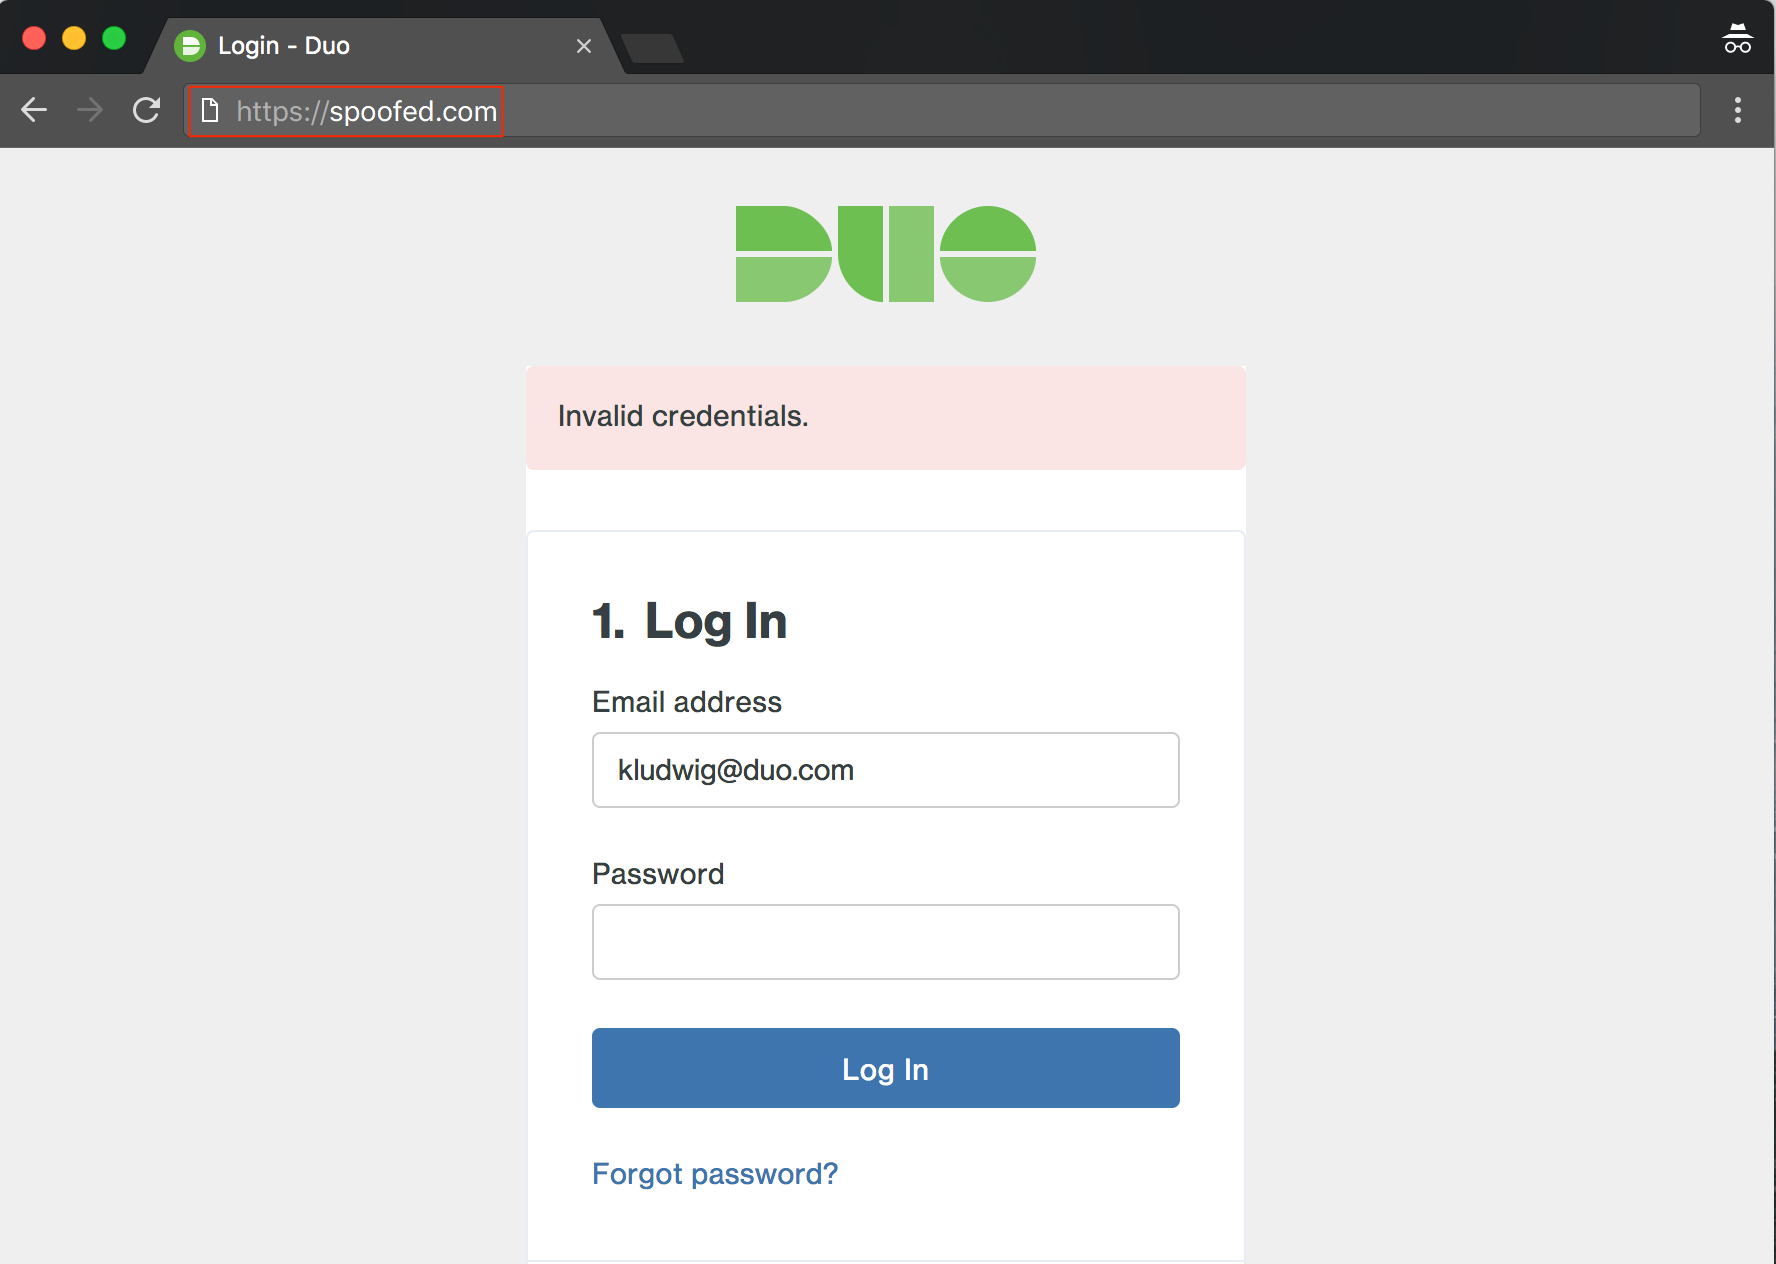 Login - Duo
https://spoofed.com
DUO
Invalid credentials.
1. Log In
Email address
kludwig@duo.com
Password
Log In
Forgot password?